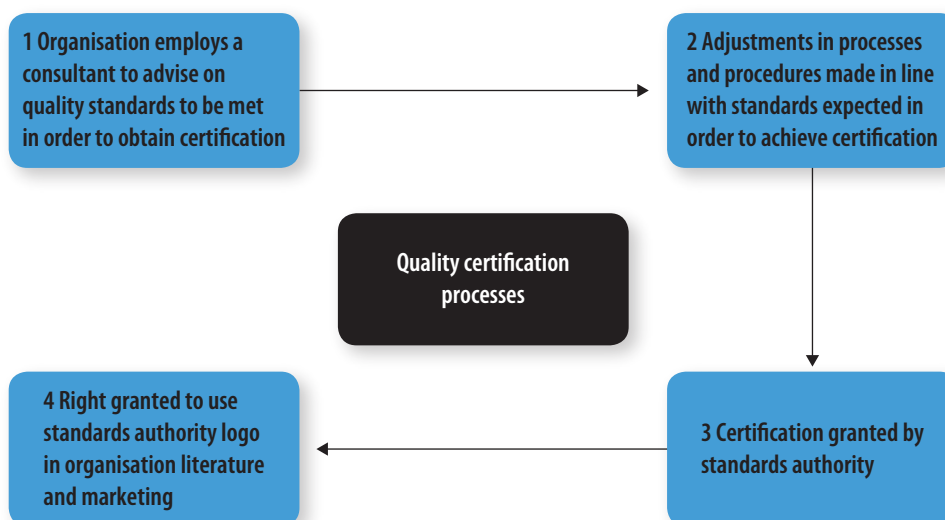 1 Organisation employs a
consultant to advise on
quality standards to be met
in order to obtain certification
2 Adjustments in processes
and procedures made in line
with standards expected in
order to achieve certification
Quality certification
processes
3 Certification granted by
standards authority
4 Right granted to use
standards authority logo
in organisation literature
and marketing